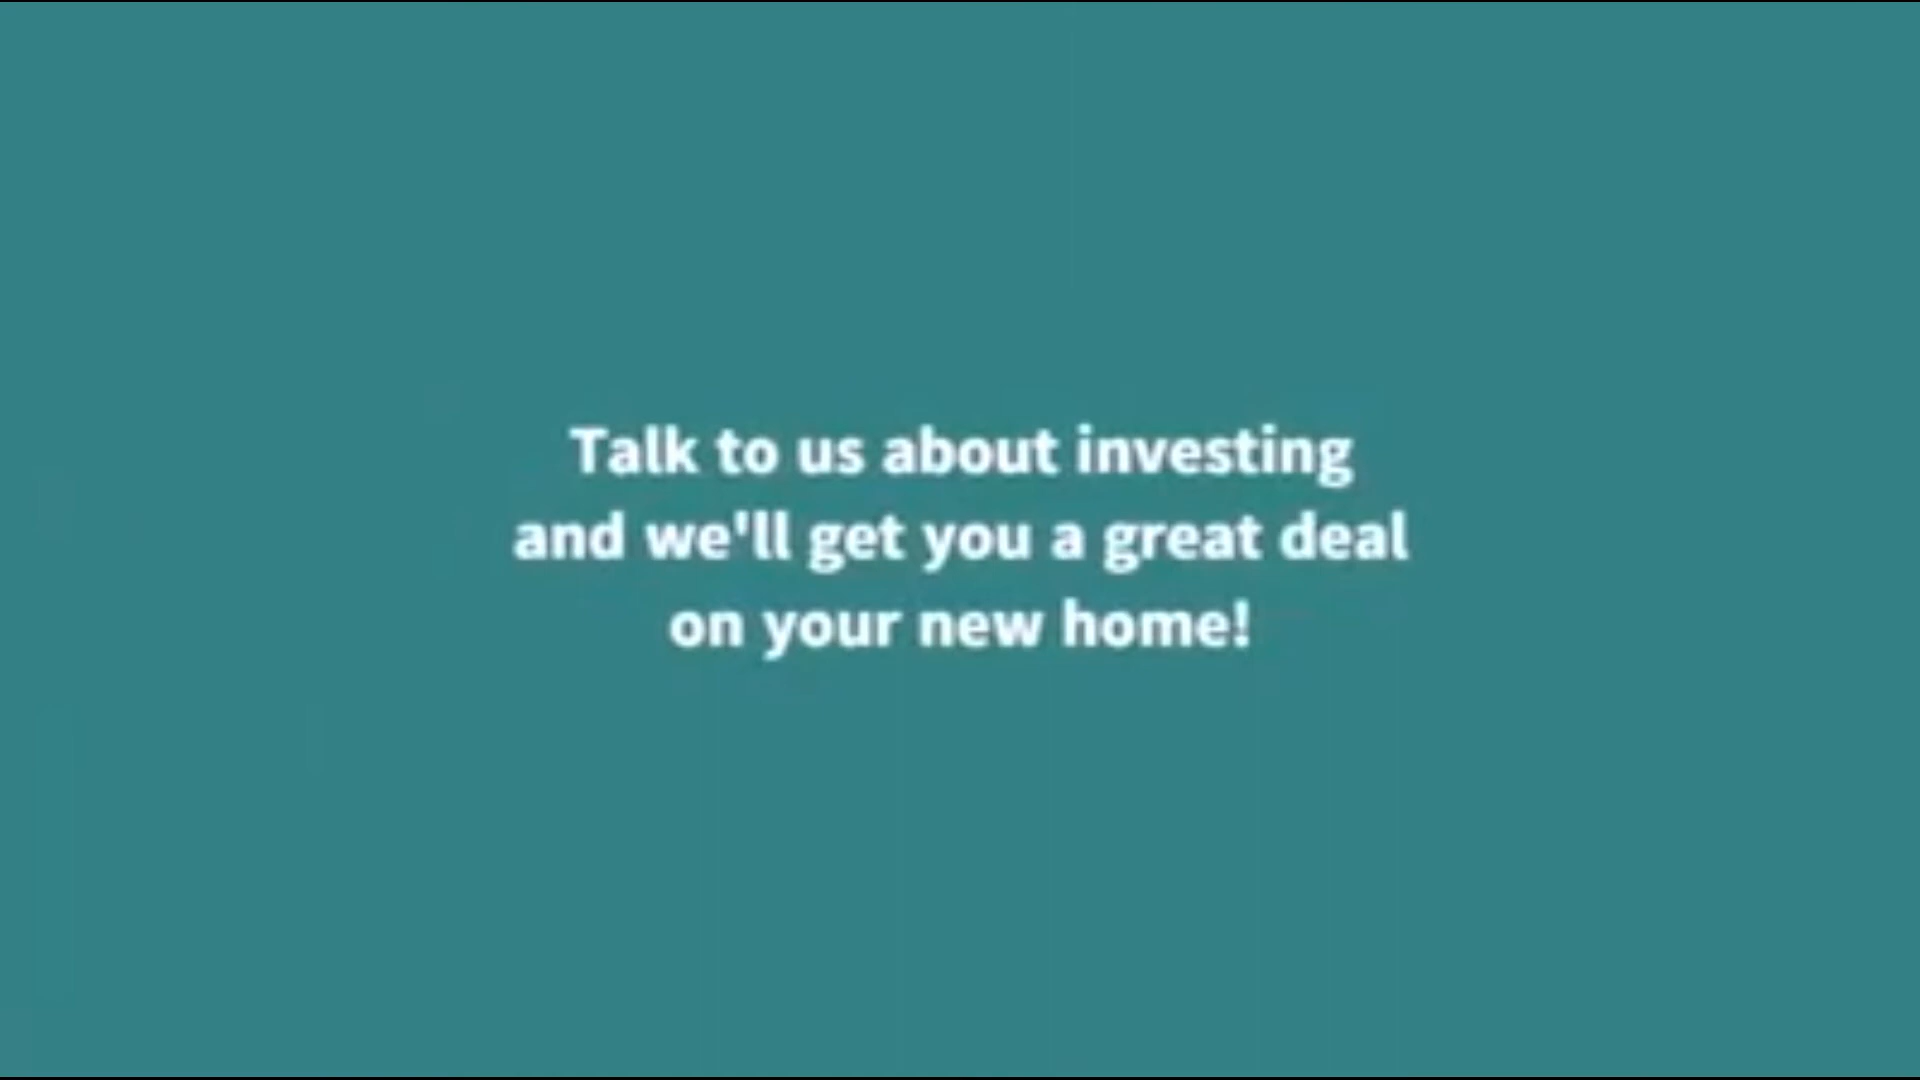 Talk to us about investing
and we'll get you a great deal
on your new home!